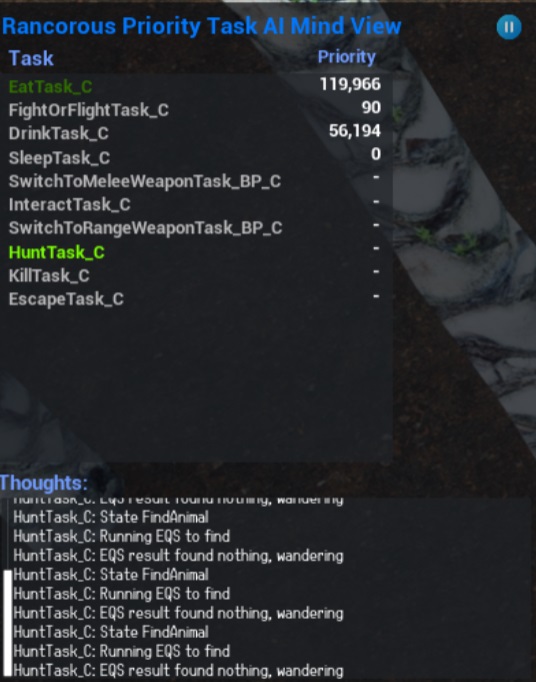 Rancorous Priority Task AI Mind View
Task Priority
EatTask_C 119,966
FightOrFlightTask_C 90
DrinkTask_C 56,194
SleepTask_C 0
SwitchToMeleeWeaponTask_BP_C -
InteractTask_C -
SwitchToRangeWeaponTask_BP_C -
HuntTask_C -
KillTask_C -
EscapeTask_C -
Thoughts:
HuntTask_C: EQS result found nothing, wandering
HuntTask_C: State FindAnimal
HuntTask_C: Running EQS to find
HuntTask_C: EQS result found nothing, wandering
HuntTask_C: State FindAnimal
HuntTask_C: Running EQS to find
HuntTask_C: EQS result found nothing, wandering
HuntTask_C: State FindAnimal
HuntTask_C: Running EQS to find
HuntTask_C: EQS result found nothing, wandering